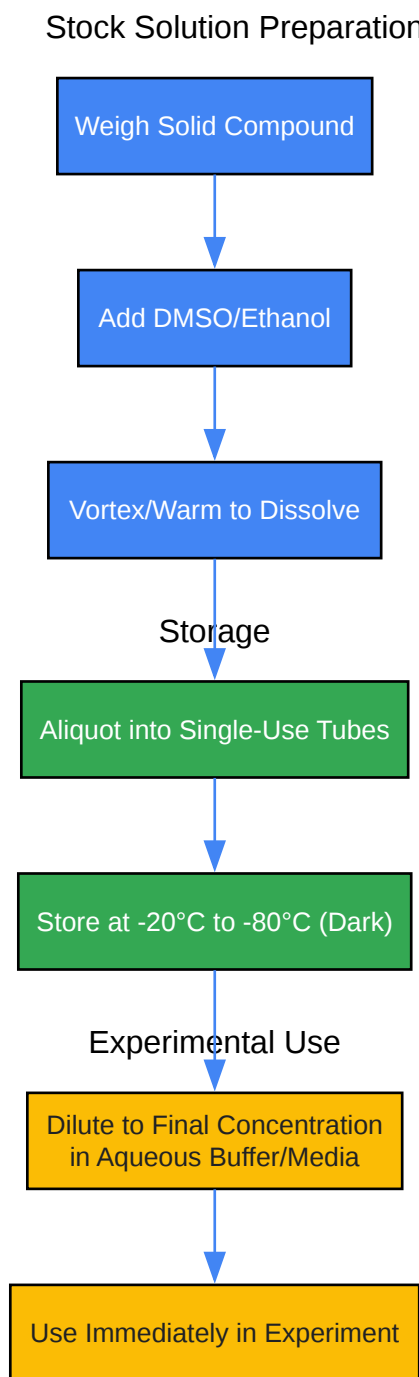 Stock Solution Preparation
Weigh Solid Compound
Add DMSO/Ethanol
Vortex/Warm to Dissolve
Storage
Aliquot into Single-Use Tubes
Store at -20°C to -80°C (Dark)
Experimental Use
Dilute to Final Concentration
in Aqueous Buffer/Media
Use Immediately in Experiment